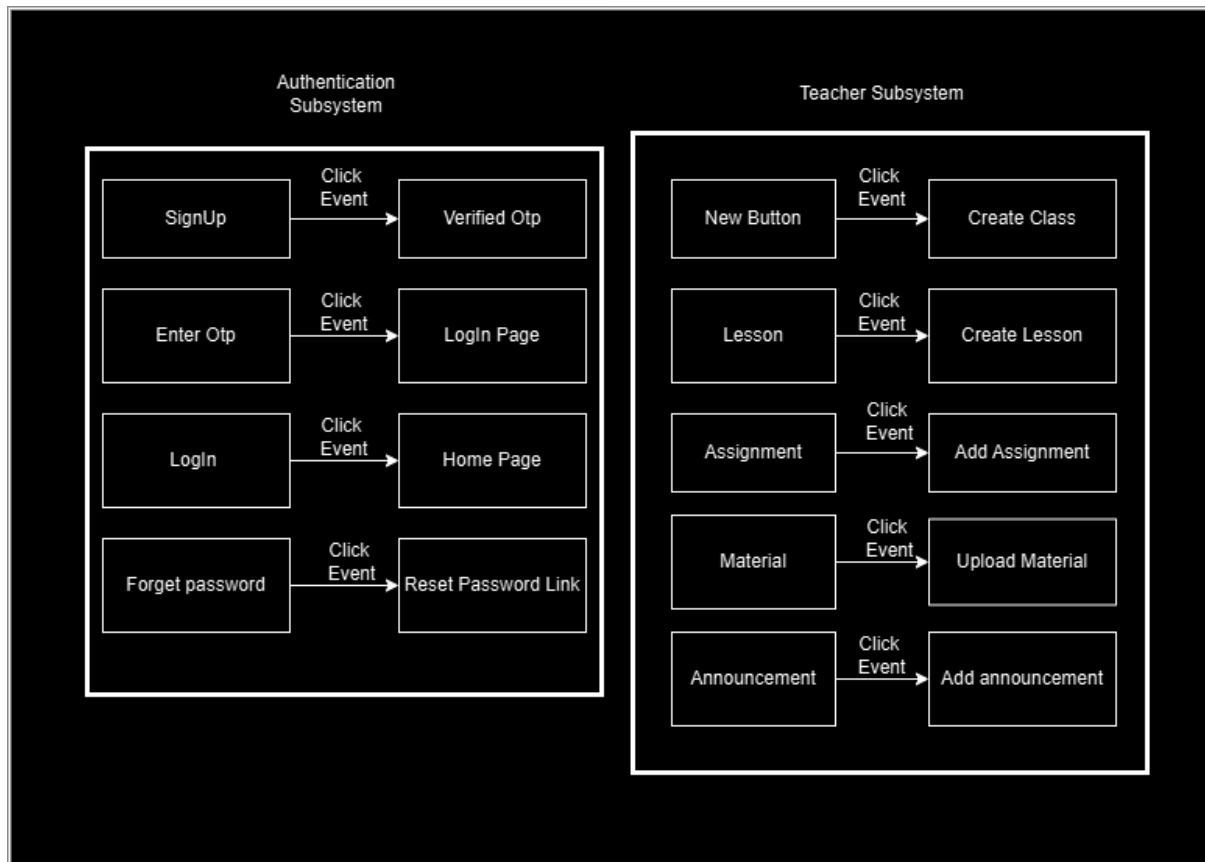 Authentication
Subsystem
Click
Event
SignUp
Verified Otp
Click
Event
Enter Otp
LogIn Page
Click
Event
LogIn
Home Page
Click
Event
Forget password
Reset Password Link
Teacher Subsystem
Click
Event
New Button
Create Class
Click
Event
Lesson
Create Lesson
Click
Event
Assignment
Add Assignment
Click
Event
Material
Upload Material
Click
Event
Announcement
Add announcement